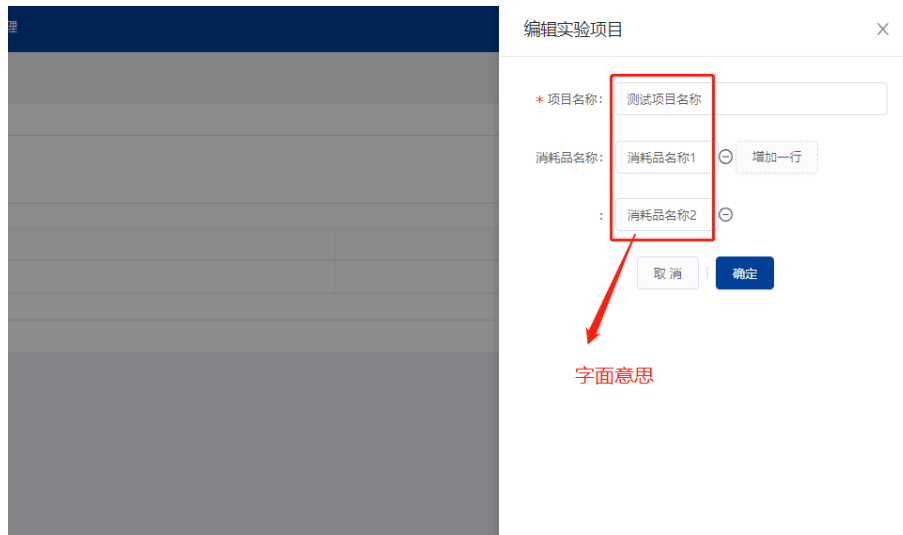 理
编辑实验项目
* 项目名称: 测试项目名称
消耗品名称: 消耗品名称1 增加一行
: 消耗品名称2
取 消 确定
字面意思